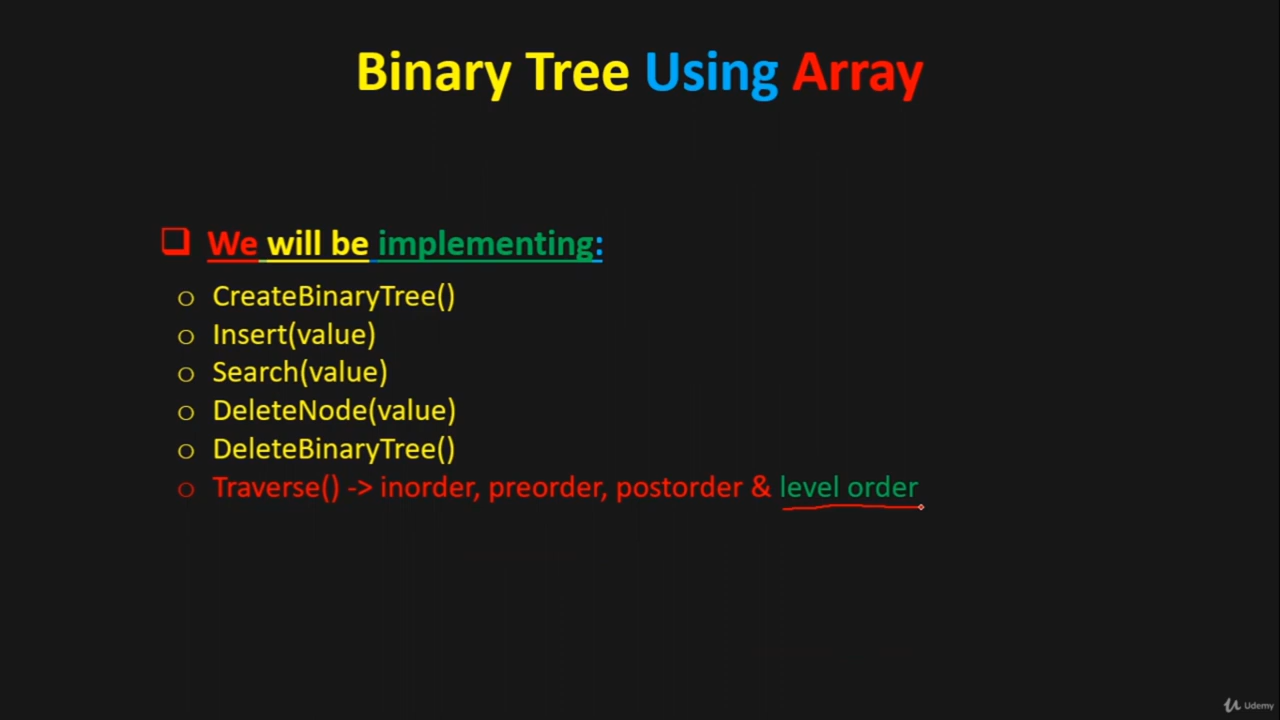 Binary Tree Using Array
We will be implementing:
CreateBinaryTree()
Insert(value)
Search(value)
DeleteNode(value)
DeleteBinaryTree()
Traverse() -> inorder, preorder, postorder & level order
Udemy